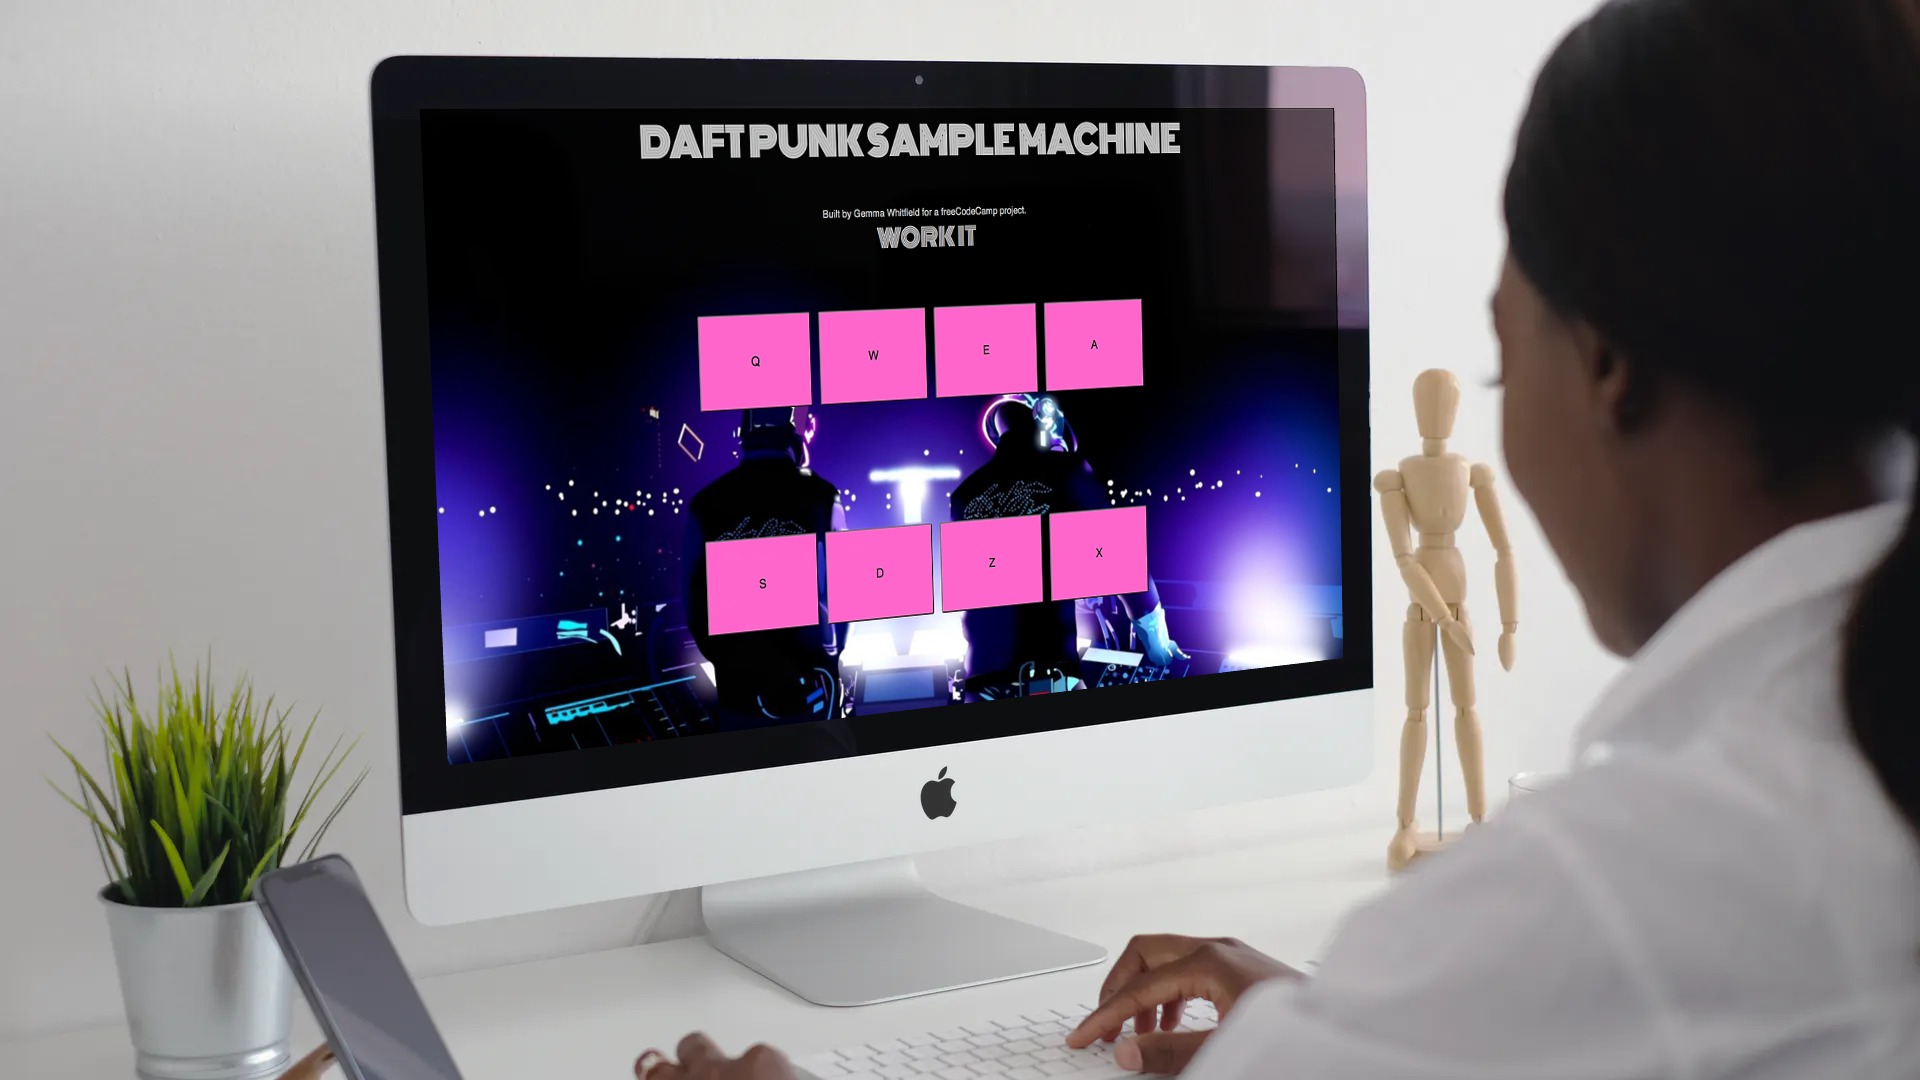 DAFT PUNK SAMPLE MACHINE
Built by Gemma Whitfield for a freeCodeCamp project.
WORK IT
Q W E A
S D Z X